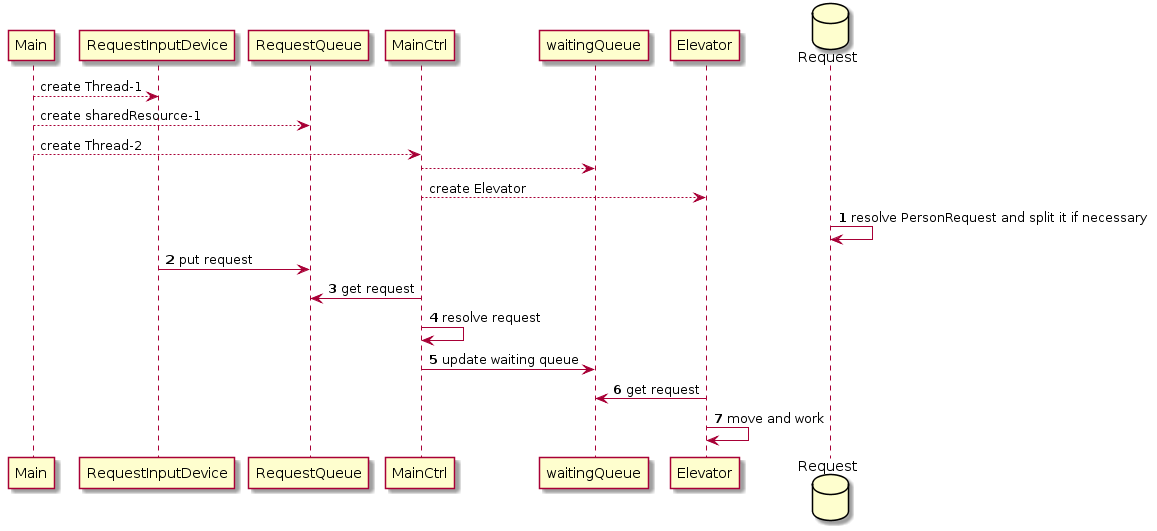 Main
RequestInputDevice
RequestQueue
MainCtrl
waitingQueue
Elevator
Request
create Thread-1
create sharedResource-1
create Thread-2
create Elevator
1 resolve PersonRequest and split it if necessary
2 put request
3 get request
4 resolve request
5 update waiting queue
6 get request
7 move and work
Main
RequestInputDevice
RequestQueue
MainCtrl
waitingQueue
Elevator
Request